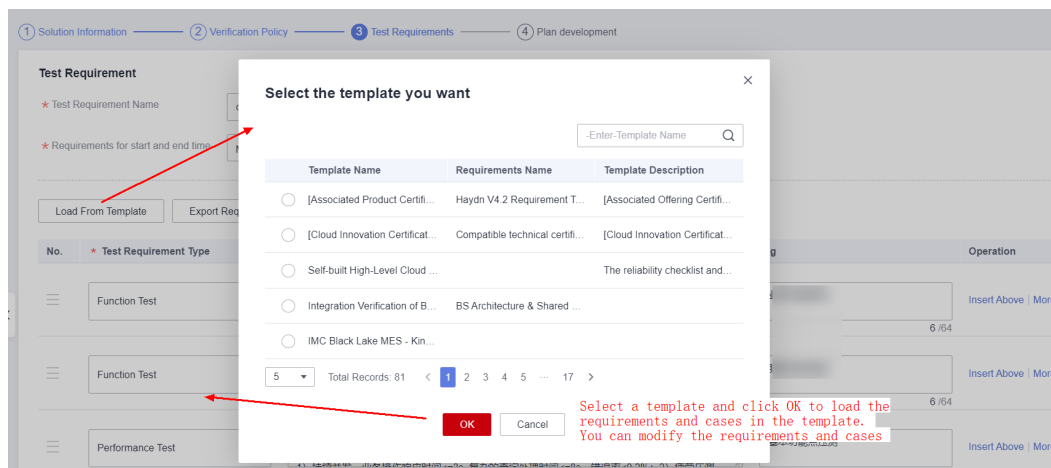 1 Solution Information 2 Verification Policy 3 Test Requirements 4 Plan development
Test Requirement
* Test Requirement Name
* Requirements for start and end time
Load From Template Export Req
No. * Test Requirement Type Operation
Function Test Insert Above | Mor
6 /64
Function Test Insert Above | Mor
6 /64
Performance Test Insert Above | Mor
Select the template you want
-Enter-Template Name
Template Name Requirements Name Template Description
[Associated Product Certifi... Haydn V4.2 Requirement T... [Associated Offering Certifi...
[Cloud Innovation Certificat... Compatible technical certifi... [Cloud Innovation Certificat...
Self-built High-Level Cloud ... The reliability checklist and...
Integration Verification of B... BS Architecture & Shared ...
IMC Black Lake MES - Kin...
5 Total Records: 81 < 1 2 3 4 5 ... 17 >
OK Cancel
Select a template and click OK to load the
requirements and cases in the template.
You can modify the requirements and cases